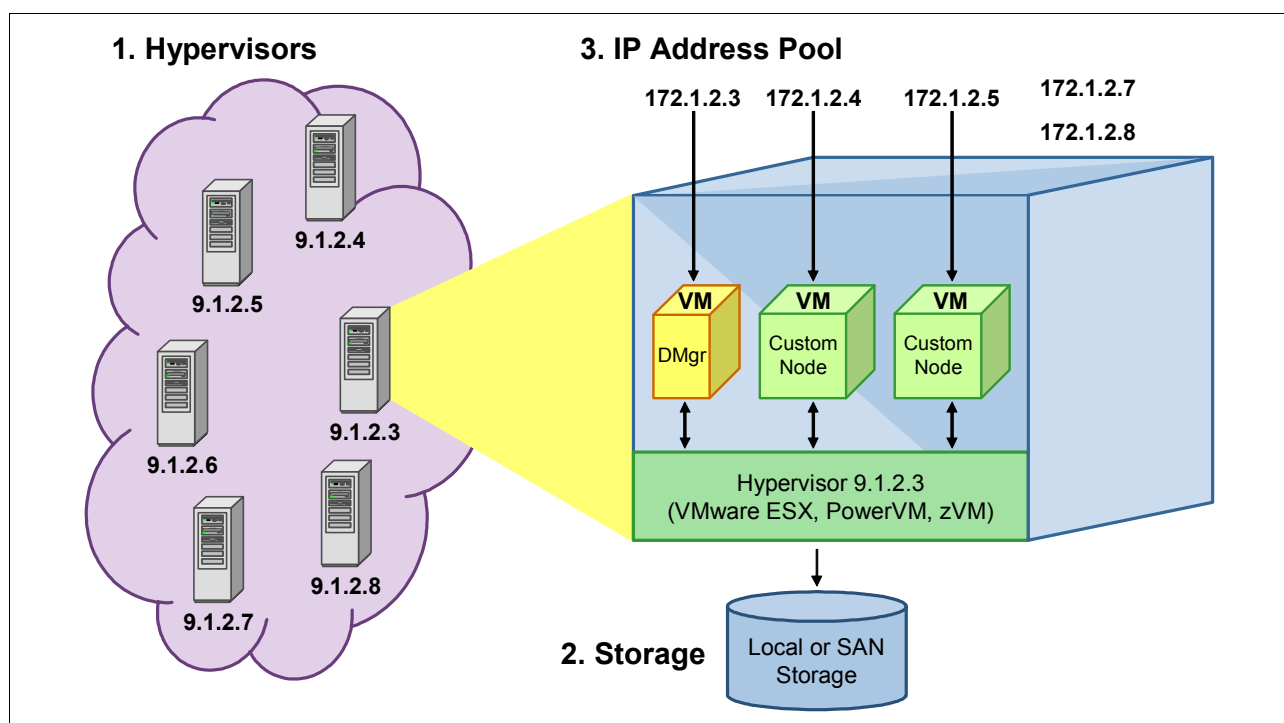 1. Hypervisors
9.1.2.4
9.1.2.5
9.1.2.3
9.1.2.6
9.1.2.8
9.1.2.7
3. IP Address Pool
172.1.2.3
172.1.2.4
172.1.2.5
172.1.2.7
172.1.2.8
VM
DMgr
VM
Custom
Node
VM
Custom
Node
Hypervisor 9.1.2.3
(VMware ESX, PowerVM, zVM)
2. Storage
Local or SAN
Storage